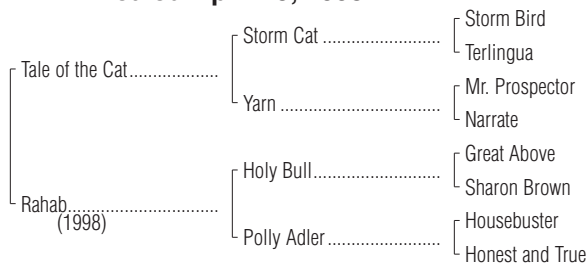 Storm Bird
Storm Cat
Terlingua
Tale of the Cat
Mr. Prospector
Yarn
Narrate
Great Above
Holy Bull
Sharon Brown
Rahab
(1998)
Housebuster
Polly Adler
Honest and True